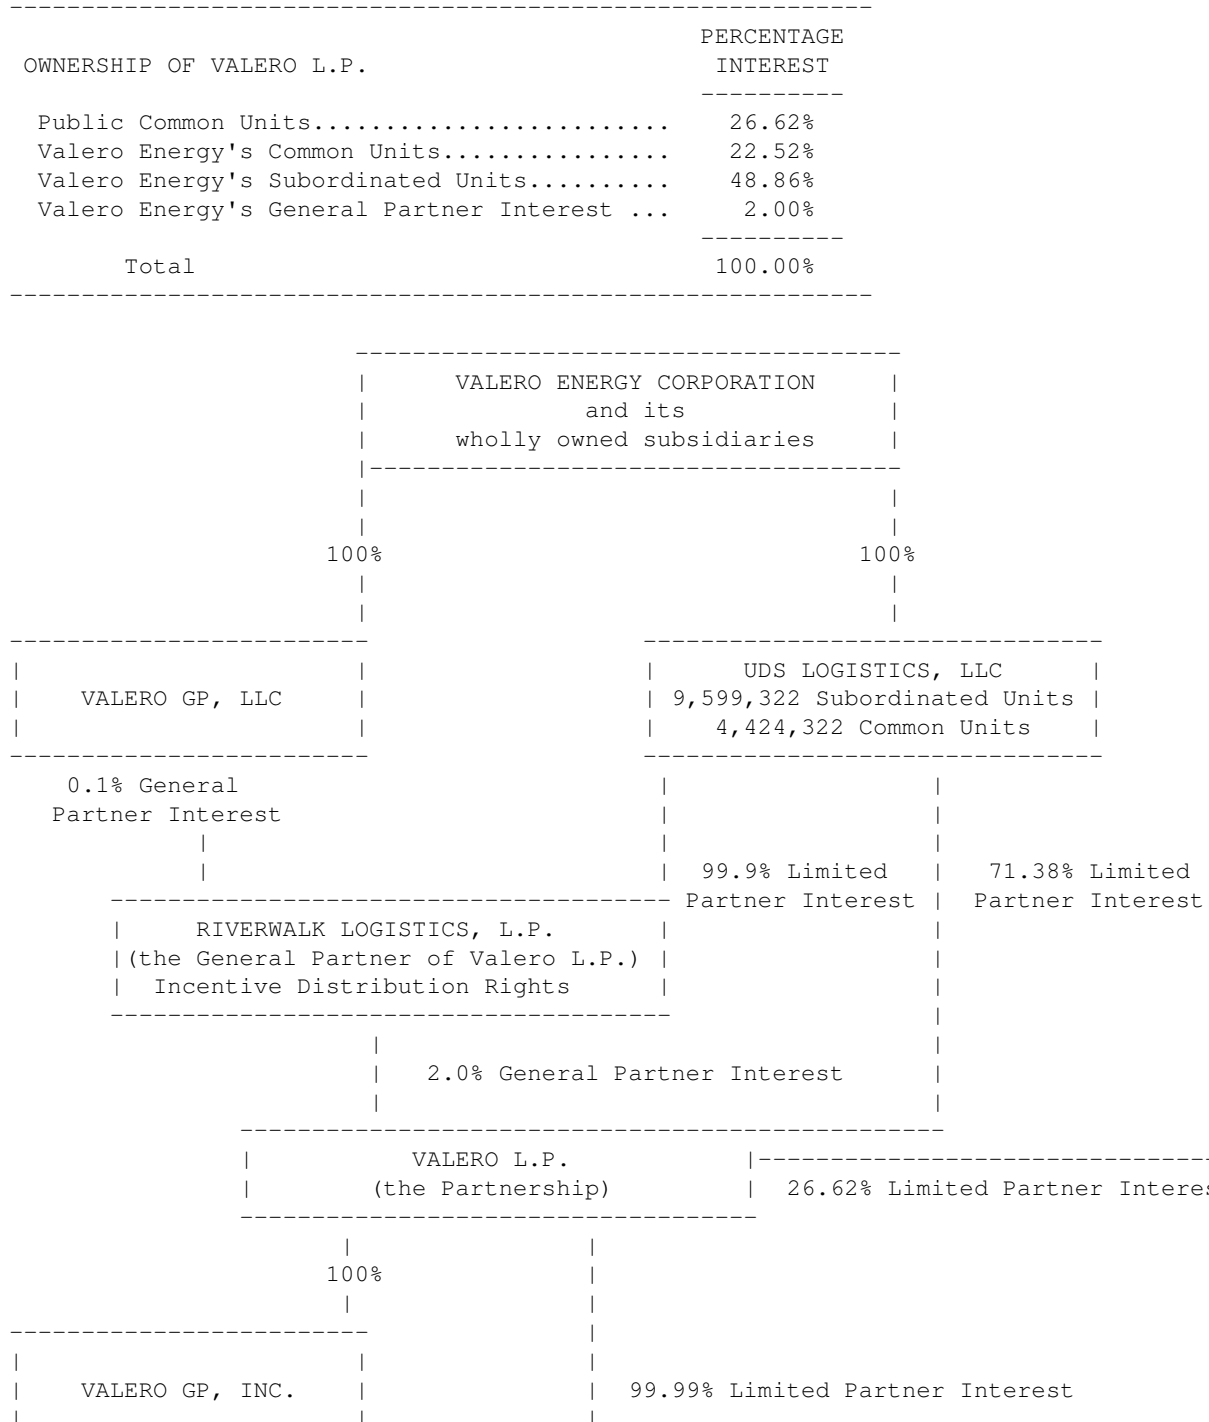 ------------------------------------------------------------
PERCENTAGE
OWNERSHIP OF VALERO L.P. INTEREST
----------
Public Common Units......................... 26.62%
Valero Energy's Common Units................ 22.52%
Valero Energy's Subordinated Units.......... 48.86%
Valero Energy's General Partner Interest ... 2.00%
----------
Total 100.00%
------------------------------------------------------------
VALERO ENERGY CORPORATION
and its
wholly owned subsidiaries
100% 100%
UDS LOGISTICS, LLC
VALERO GP, LLC 9,599,322 Subordinated Units
4,424,322 Common Units
0.1% General
Partner Interest
99.9% Limited 71.38% Limited
Partner Interest Partner Interest
RIVERWALK LOGISTICS, L.P.
(the General Partner of Valero L.P.)
Incentive Distribution Rights
2.0% General Partner Interest
VALERO L.P.
(the Partnership) 26.62% Limited Partner
100%
VALERO GP, INC. 99.99% Limited Partner Interest